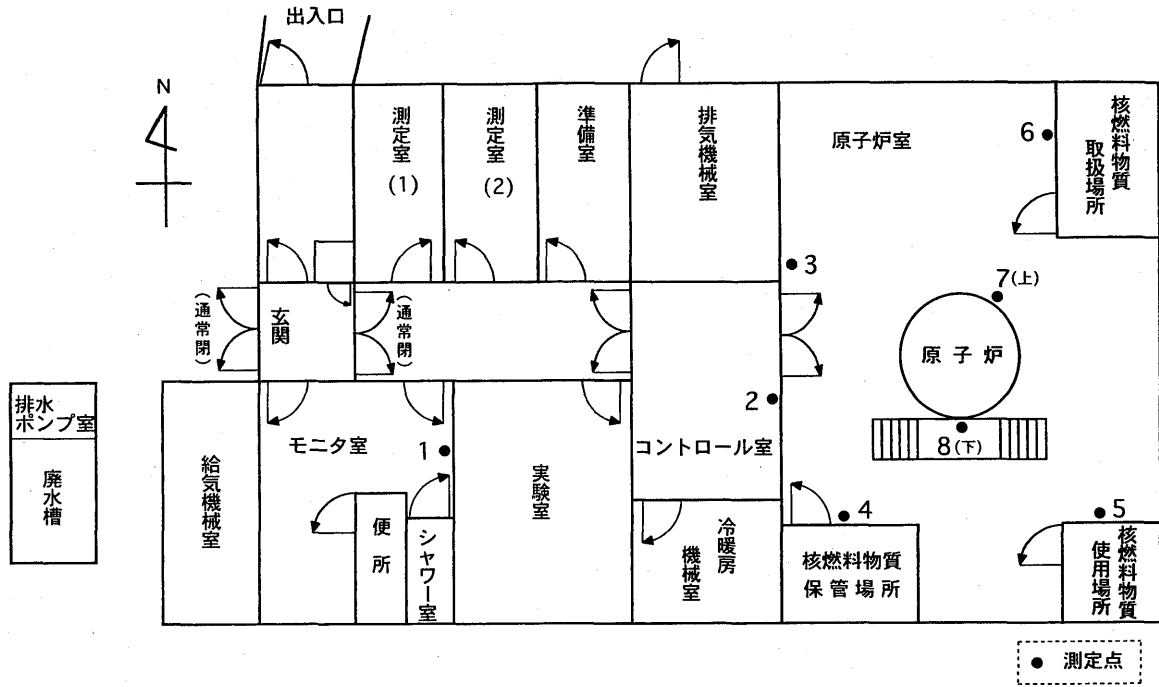 出入口
N
測定室
(1)
測定室
(2)
準備室
排気機械室
原子炉室
6
核燃料物質
取扱場所
3
7(上)
(通常閉)
玄関
(通常閉)
原子炉
2
排水
ポンプ室
廃水槽
給気機械室
モニタ室
1
便所
シャワー室
実験室
コントロール室
8(下)
冷暖房
機械室
4
核燃料物質
保管場所
5
核燃料物質
使用場所
測定点